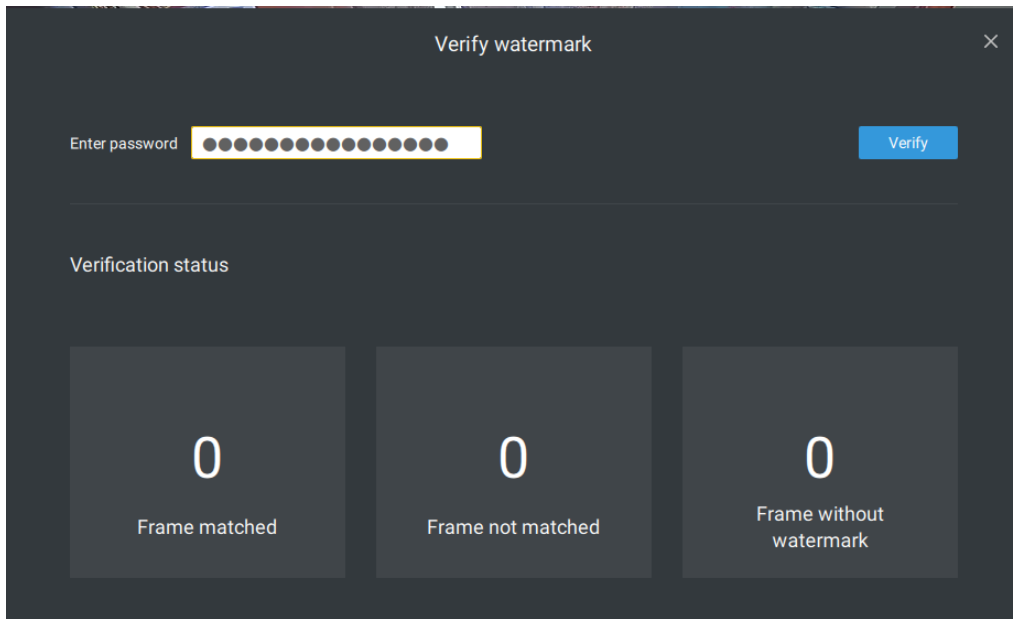 Verify watermark
Enter password
Verify
Verification status
0
Frame matched
0
Frame not matched
0
Frame without
watermark